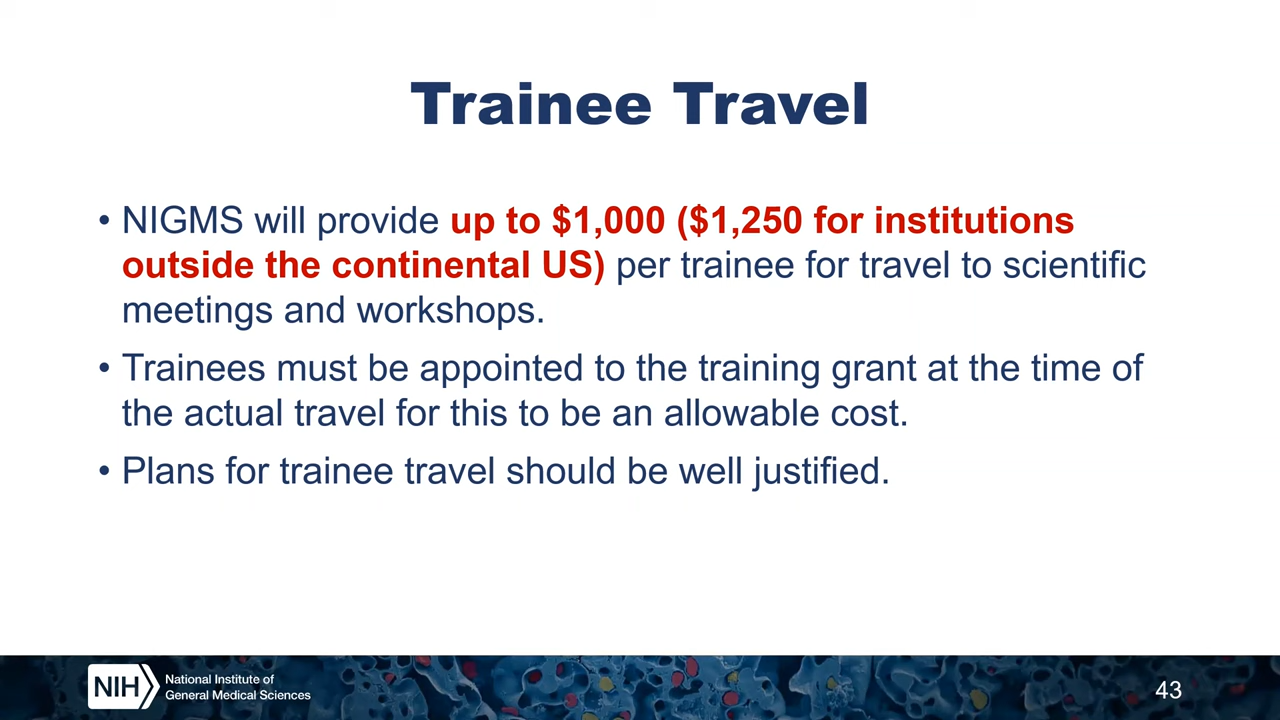 Trainee Travel
• NIGMS will provide up to $1,000 ($1,250 for institutions
outside the continental US) per trainee for travel to scientific
meetings and workshops.
• Trainees must be appointed to the training grant at the time of
the actual travel for this to be an allowable cost.
• Plans for trainee travel should be well justified.
NIH
National Institute of
General Medical Sciences
43